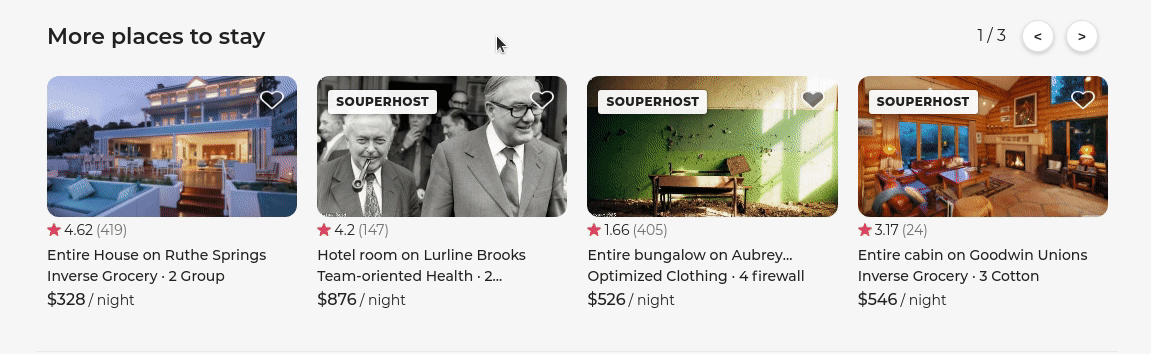 More places to stay
1 / 3
<
>
SOUPERHOST
SOUPERHOST
SOUPERHOST
4.62 (419)
Entire House on Ruthe Springs
Inverse Grocery · 2 Group
$328 / night
4.2 (147)
Hotel room on Lurline Brooks
Team-oriented Health · 2...
$876 / night
1.66 (405)
Entire bungalow on Aubrey...
Optimized Clothing · 4 firewall
$526 / night
3.17 (24)
Entire cabin on Goodwin Unions
Inverse Grocery · 3 Cotton
$546 / night